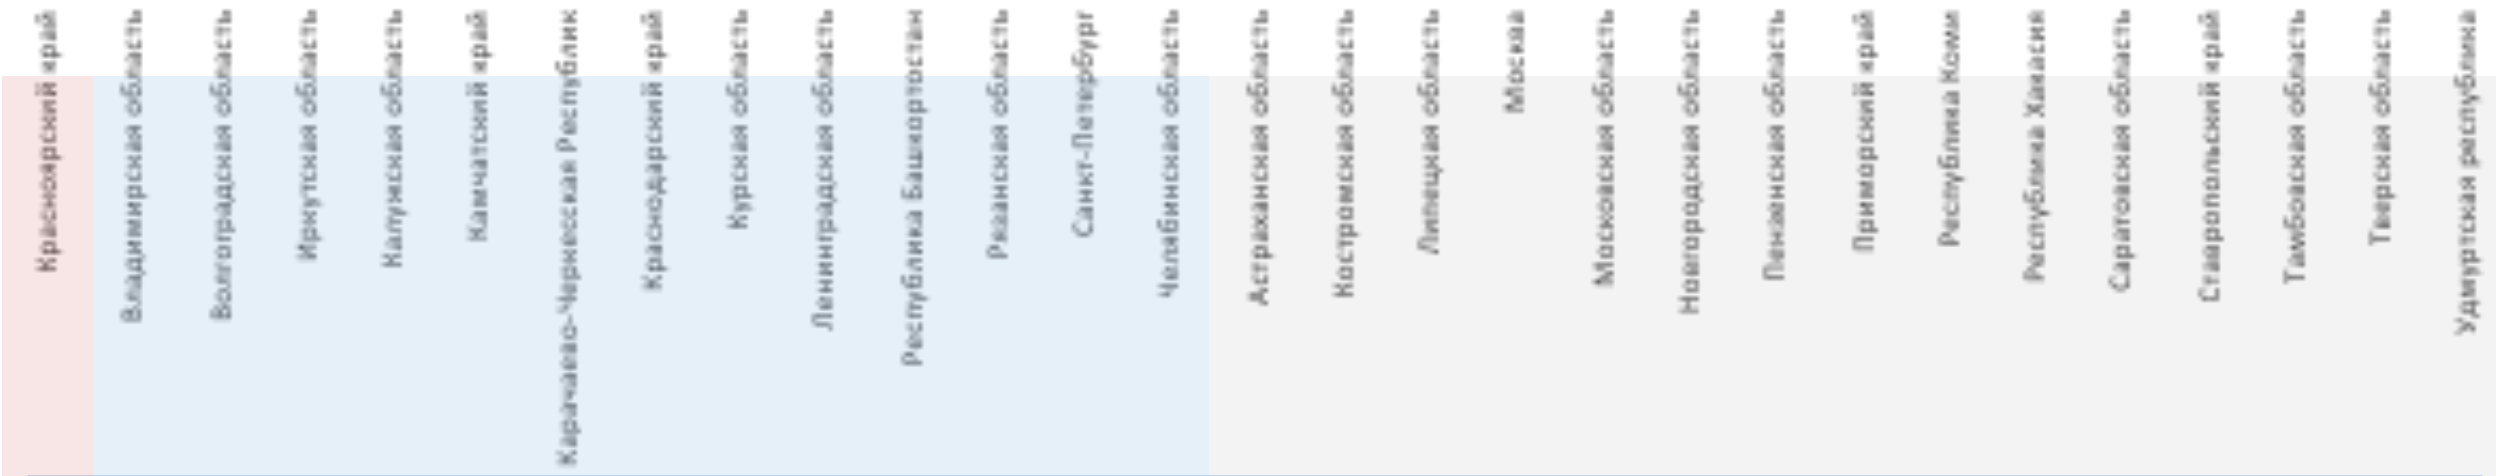 Красноярский край
Владимирская область
Волгоградская область
Иркутская область
Калужская область
Камчатский край
Карачаево-Черкесская Республик
Краснодарский край
Курская область
Ленинградская область
Республика Башкортостан
Рязанская область
Санкт-Петербург
Челябинская область
Астраханская область
Костромская область
Липецкая область
Москва
Московская область
Новгородская область
Пензенская область
Приморский край
Республика Коми
Республика Хакасия
Саратовская область
Ставропольский край
Тамбовская область
Тверская область
Удмуртская республика